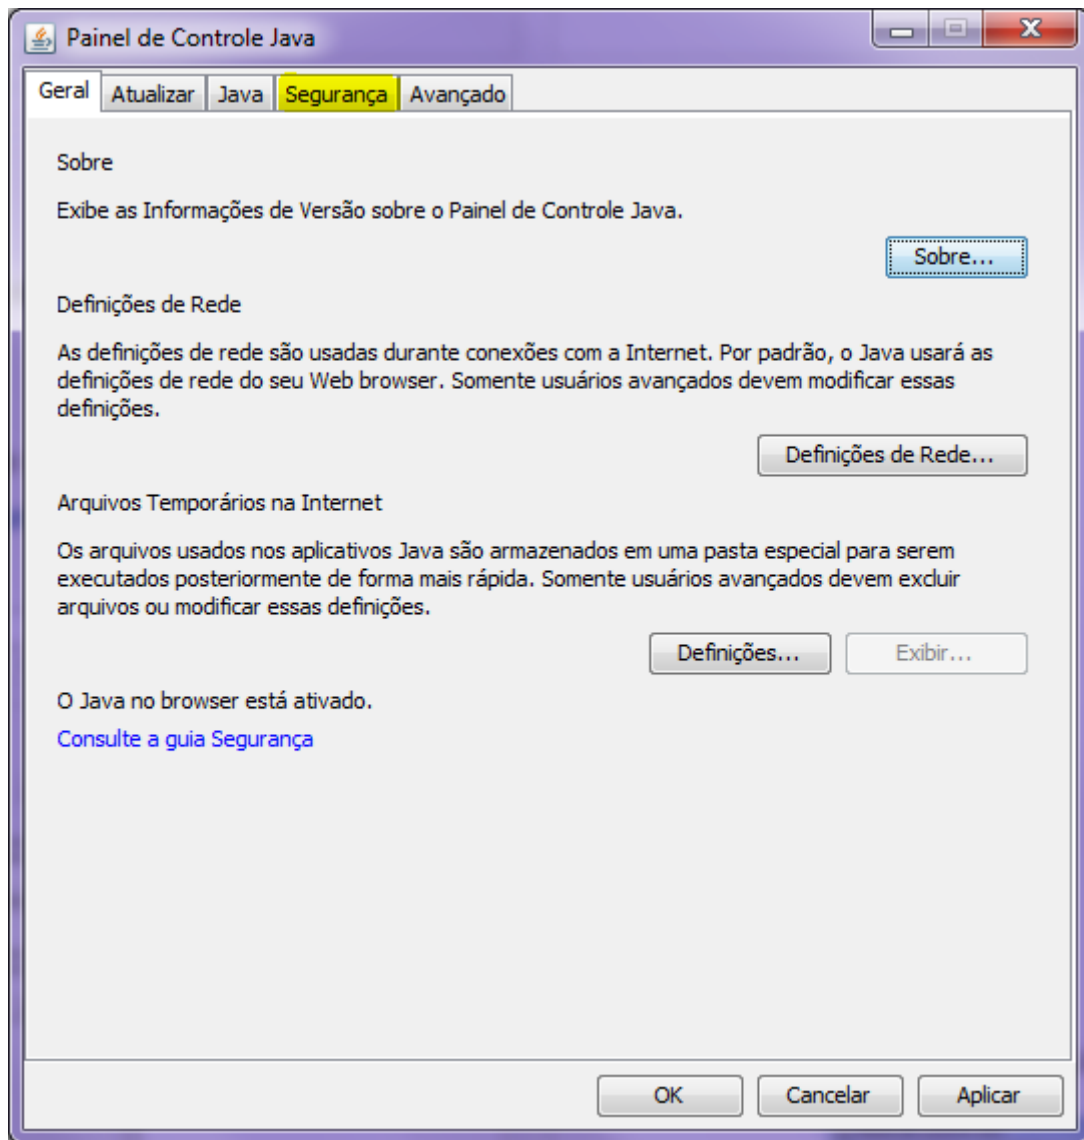 Painel de Controle Java
Geral Atualizar Java Segurança Avançado
Sobre
Exibe as Informações de Versão sobre o Painel de Controle Java.
Sobre...
Definições de Rede
As definições de rede são usadas durante conexões com a Internet. Por padrão, o Java usará as
definições de rede do seu Web browser. Somente usuários avançados devem modificar essas
definições.
Definições de Rede...
Arquivos Temporários na Internet
Os arquivos usados nos aplicativos Java são armazenados em uma pasta especial para serem
executados posteriormente de forma mais rápida. Somente usuários avançados devem excluir
arquivos ou modificar essas definições.
Definições... Exibir...
O Java no browser está ativado.
Consulte a guia Segurança
OK Cancelar Aplicar